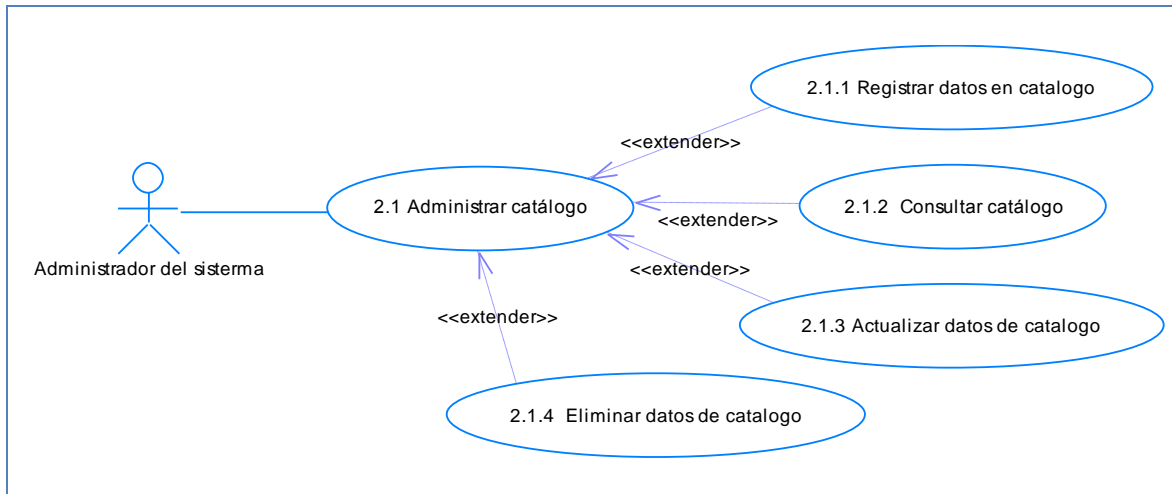 2.1.1 Registrar datos en catalogo
<<extender>>
2.1 Administrar catálogo
2.1.2 Consultar catálogo
<<extender>>
Administrador del sisterma
<<extender>>
<<extender>>
2.1.3 Actualizar datos de catalogo
2.1.4 Eliminar datos de catalogo